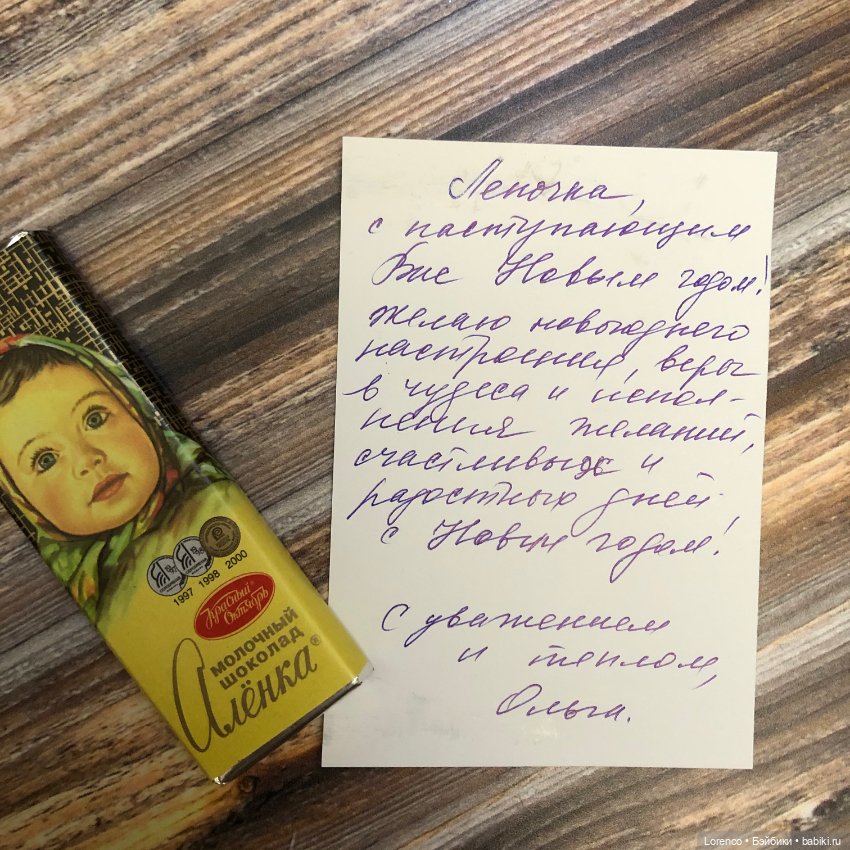 Леночка,
с наступающим
Вас Новым годом!
Желаю новогоднего
настроения, веры
в чудеса и испол-
нения желаний,
счастливых и
радостных дней.
С Новым годом!
С уважением
и теплом,
Ольга.
1997 1998 2000
Красный
Октябрь
МОЛОЧНЫЙ
ШОКОЛАД
Алёнка®
Lorenco • Бэйбики • babiki.ru